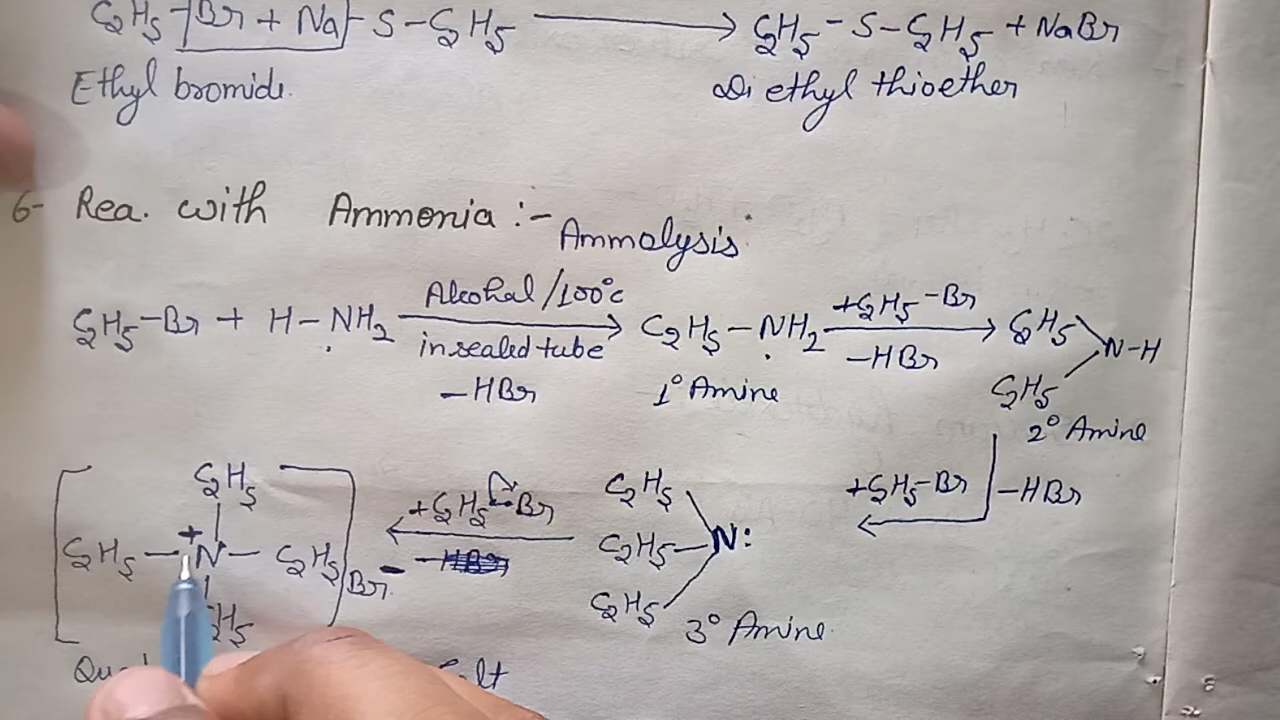 C2H5-Br + Na-S-C2H5 ⟶ C2H5-S-C2H5 + NaBr
Ethyl bromide. Diethyl thioether
6- Rea. with Ammonia :- Ammolysis
Alcohal/100°c +C2H5-Br
C2H5-Br + H-NH2 ⟶ C2H5-NH2 ⟶ C2H5
N-H
in sealed tube -HBr
-HBr 1° Amine C2H5
2° Amine
C2H5 +C2H5-Br C2H5 +C2H5-Br -HBr
C2H5 - +N - C2H5 Br - ⟵ C2H5-N:
-HBr
C2H5 3° Amine